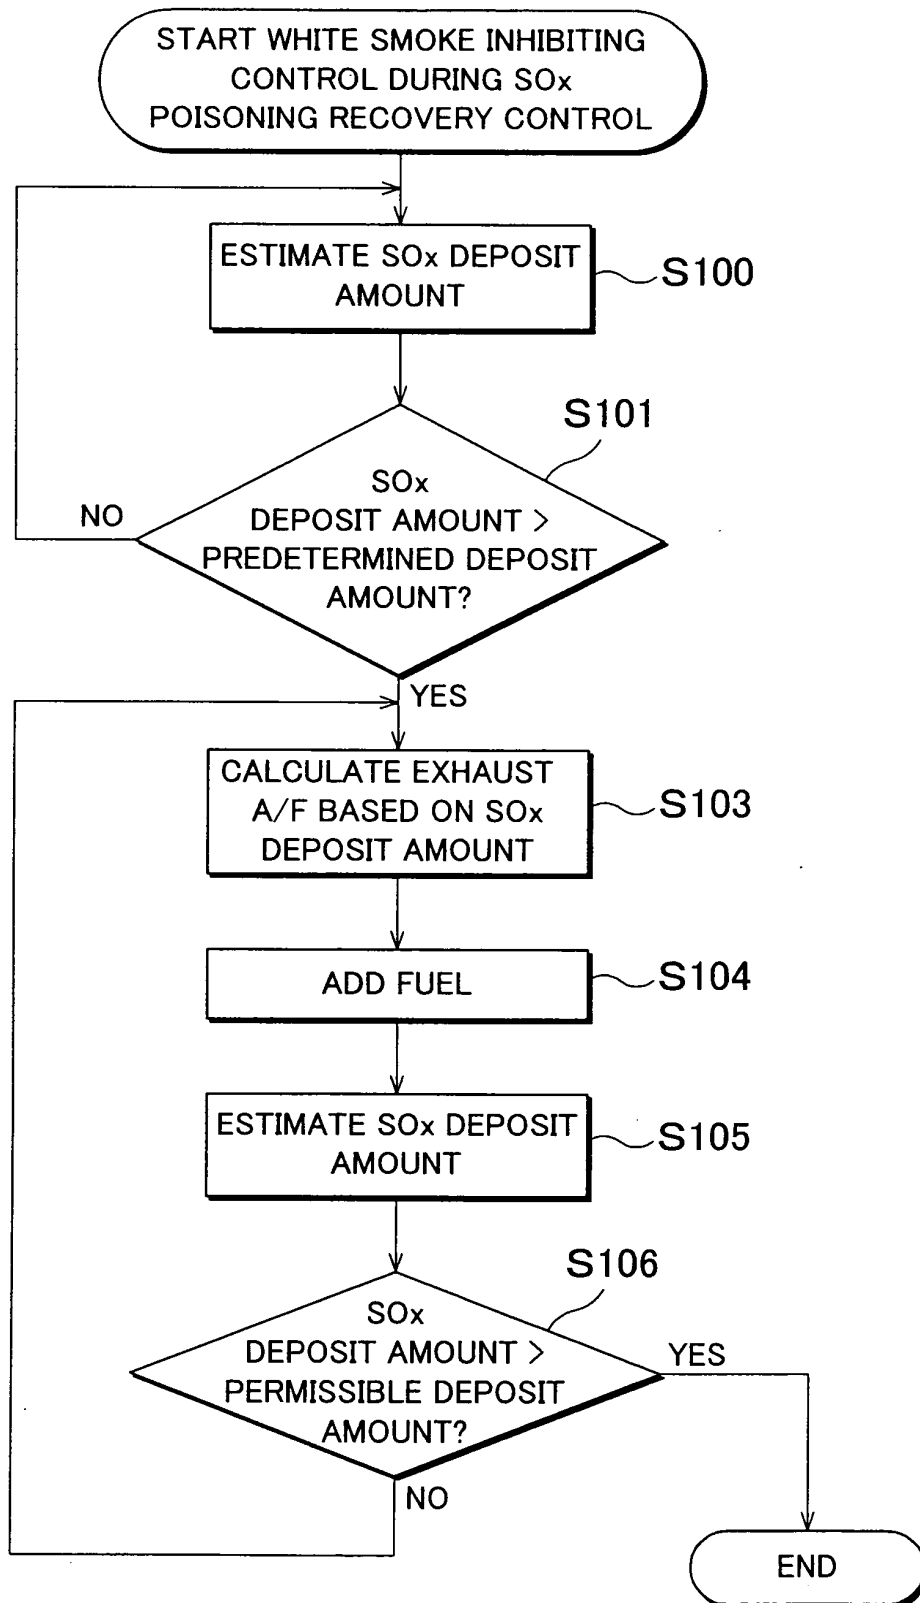 START WHITE SMOKE INHIBITING
CONTROL DURING SOx
POISONING RECOVERY CONTROL
ESTIMATE SOx DEPOSIT
AMOUNT
S100
S101
SOx
DEPOSIT AMOUNT >
PREDETERMINED DEPOSIT
AMOUNT?
NO
YES
CALCULATE EXHAUST
A/F BASED ON SOx
DEPOSIT AMOUNT
S103
ADD FUEL
S104
ESTIMATE SOx DEPOSIT
AMOUNT
S105
S106
SOx
DEPOSIT AMOUNT >
PERMISSIBLE DEPOSIT
AMOUNT?
YES
NO
END